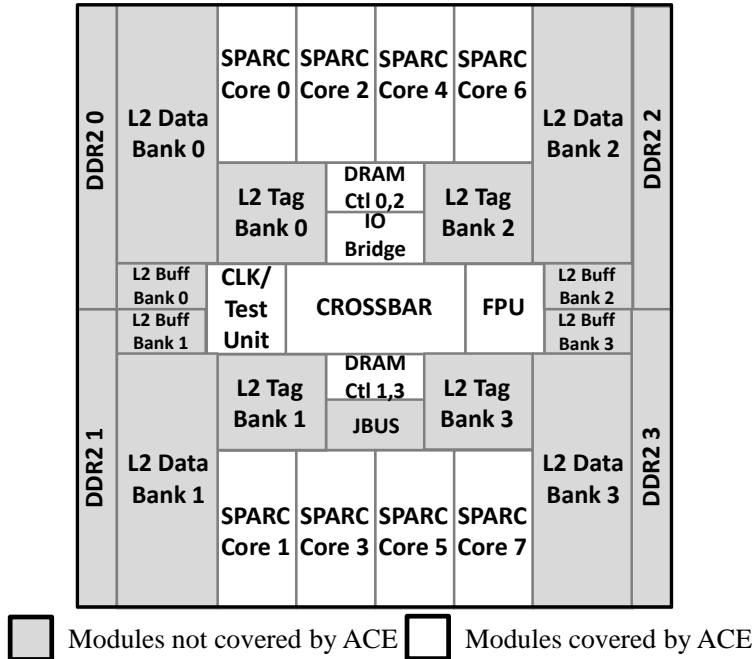 SPARC SPARC SPARC SPARC
Core 0 Core 2 Core 4 Core 6
DDR2 0
L2 Data
Bank 0
L2 Data
Bank 2
DDR2 2
L2 Tag
Bank 0
DRAM
Ctl 0,2
IO
Bridge
L2 Tag
Bank 2
L2 Buff
Bank 0
L2 Buff
Bank 1
CLK/
Test
Unit
CROSSBAR
FPU
L2 Buff
Bank 2
L2 Buff
Bank 3
L2 Tag
Bank 1
DRAM
Ctl 1,3
JBUS
L2 Tag
Bank 3
DDR2 1
L2 Data
Bank 1
L2 Data
Bank 3
DDR2 3
SPARC SPARC SPARC SPARC
Core 1 Core 3 Core 5 Core 7
Modules not covered by ACE
Modules covered by ACE